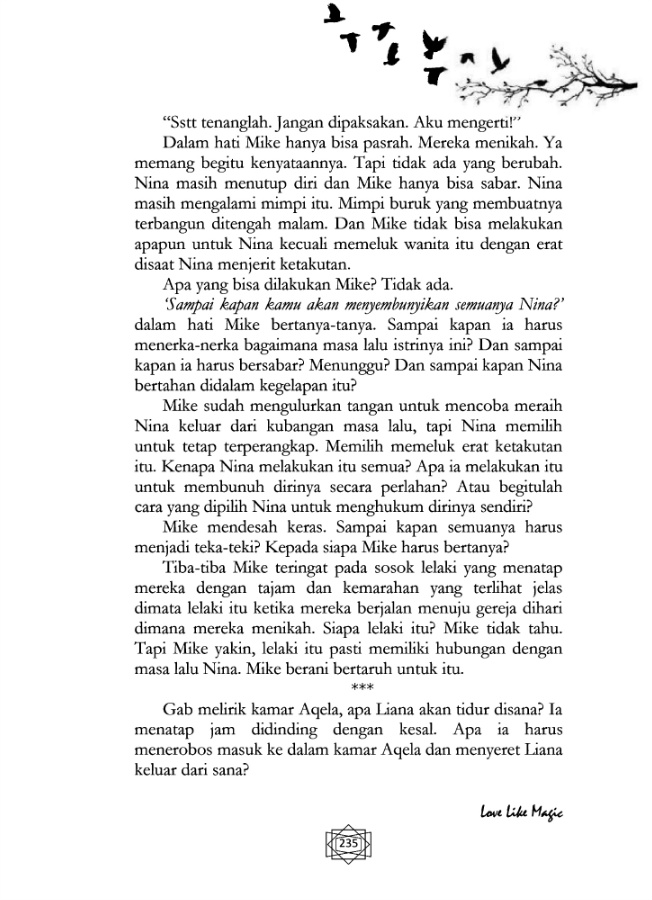 “Sstt tenanglah. Jangan dipaksakan. Aku mengerti!”
Dalam hati Mike hanya bisa pasrah. Mereka menikah. Ya
memang begitu kenyataannya. Tapi tidak ada yang berubah.
Nina masih menutup diri dan Mike hanya bisa sabar. Nina
masih mengalami mimpi itu. Mimpi buruk yang membuatnya
terbangun ditengah malam. Dan Mike tidak bisa melakukan
apapun untuk Nina kecuali memeluk wanita itu dengan erat
disaat Nina menjerit ketakutan.
Apa yang bisa dilakukan Mike? Tidak ada.
‘Sampai kapan kamu akan menyembunyikan semuanya Nina?’
dalam hati Mike bertanya-tanya. Sampai kapan ia harus
menerka-nerka bagaimana masa lalu istrinya ini? Dan sampai
kapan ia harus bersabar? Menunggu? Dan sampai kapan Nina
bertahan didalam kegelapan itu?
Mike sudah mengulurkan tangan untuk mencoba meraih
Nina keluar dari kubangan masa lalu, tapi Nina memilih
untuk tetap terperangkap. Memilih memeluk erat ketakutan
itu. Kenapa Nina melakukan itu semua? Apa ia melakukan itu
untuk membunuh dirinya secara perlahan? Atau begitulah
cara yang dipilih Nina untuk menghukum dirinya sendiri?
Mike mendesah keras. Sampai kapan semuanya harus
menjadi teka-teki? Kepada siapa Mike harus bertanya?
Tiba-tiba Mike teringat pada sosok lelaki yang menatap
mereka dengan tajam dan kemarahan yang terlihat jelas
dimata lelaki itu ketika mereka berjalan menuju gereja dihari
dimana mereka menikah. Siapa lelaki itu? Mike tidak tahu.
Tapi Mike yakin, lelaki itu pasti memiliki hubungan dengan
masa lalu Nina. Mike berani bertaruh untuk itu.
***
Gab melirik kamar Aqela, apa Liana akan tidur disana? Ia
menatap jam didinding dengan kesal. Apa ia harus
menerobos masuk ke dalam kamar Aqela dan menyeret Liana
keluar dari sana?
Love Like Magic
235